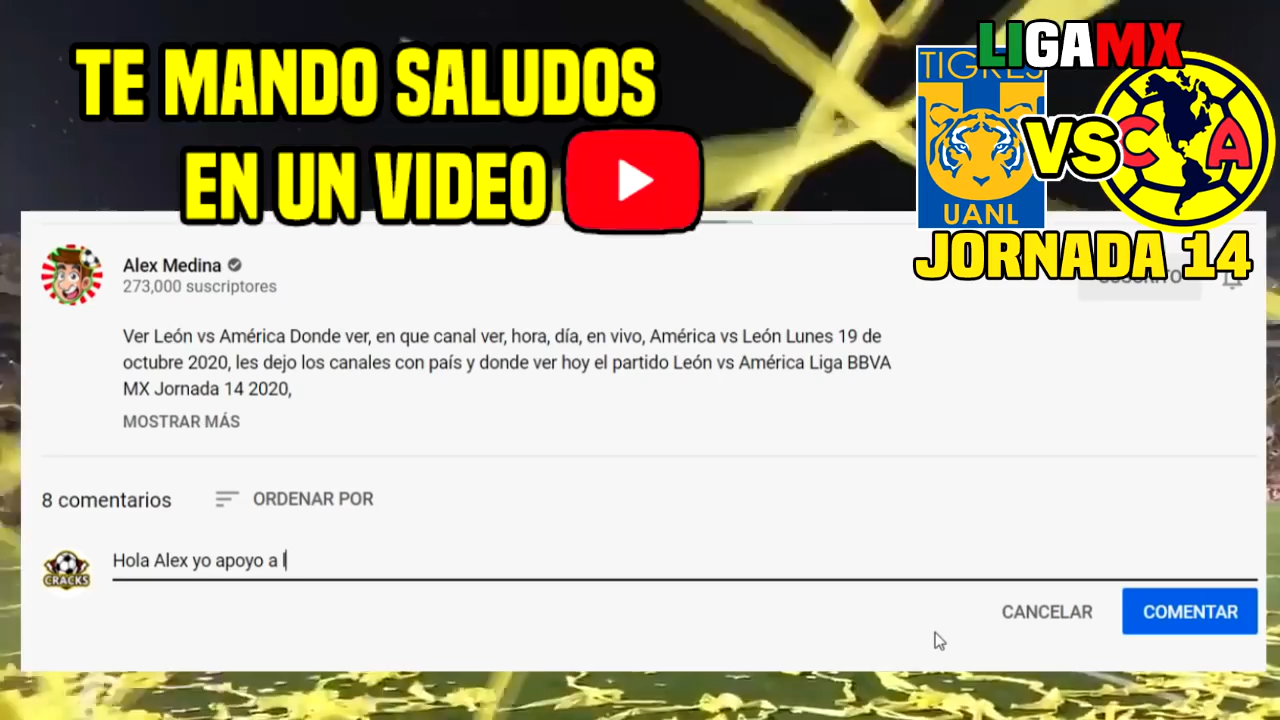 TE MANDO SALUDOS
EN UN VIDEO
LIGAMX
TIGRES
UANL
VS
CA
JORNADA 14
Alex Medina
273,000 suscriptores
SUSCRITO
Ver León vs América Donde ver, en que canal ver, hora, día, en vivo, América vs León Lunes 19 de
octubre 2020, les dejo los canales con país y donde ver hoy el partido León vs América Liga BBVA
MX Jornada 14 2020,
MOSTRAR MÁS
8 comentarios
ORDENAR POR
CRACKS
Hola Alex yo apoyo a l
CANCELAR
COMENTAR